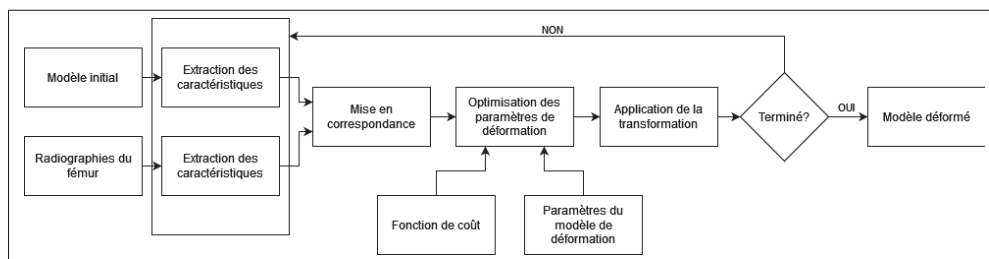 NON
Modèle initial
Extraction des
caractéristiques
Radiographies du
fémur
Extraction des
caractéristiques
Mise en
correspondance
Optimisation des
paramètres de
déformation
Application de la
transformation
Terminé?
OUI
Modèle déformé
Fonction de coût
Paramètres du
modèle de
déformation